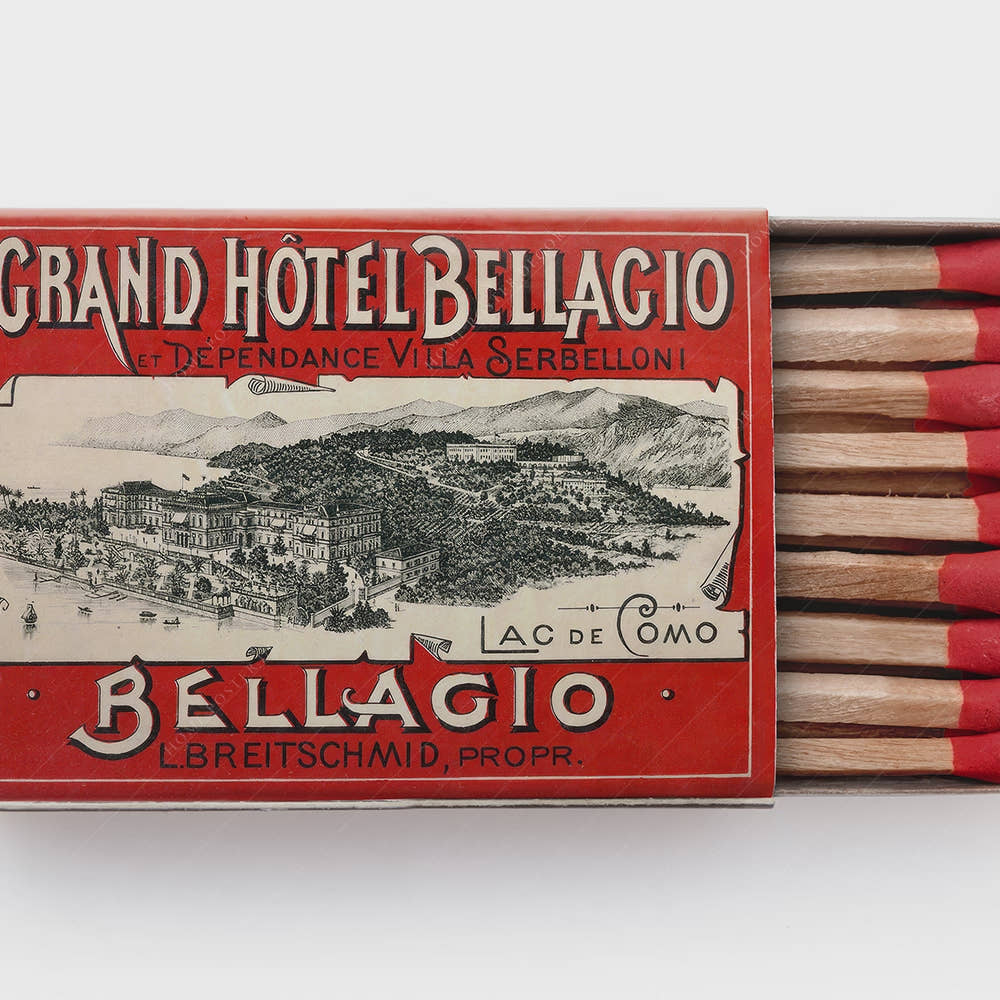 GRAND HÔTEL BELLAGIO
ET DÉPENDANCE VILLA SERBELLONI
LAC DE COMO
BELLAGIO
L. BREITSCHMID, PROPR.